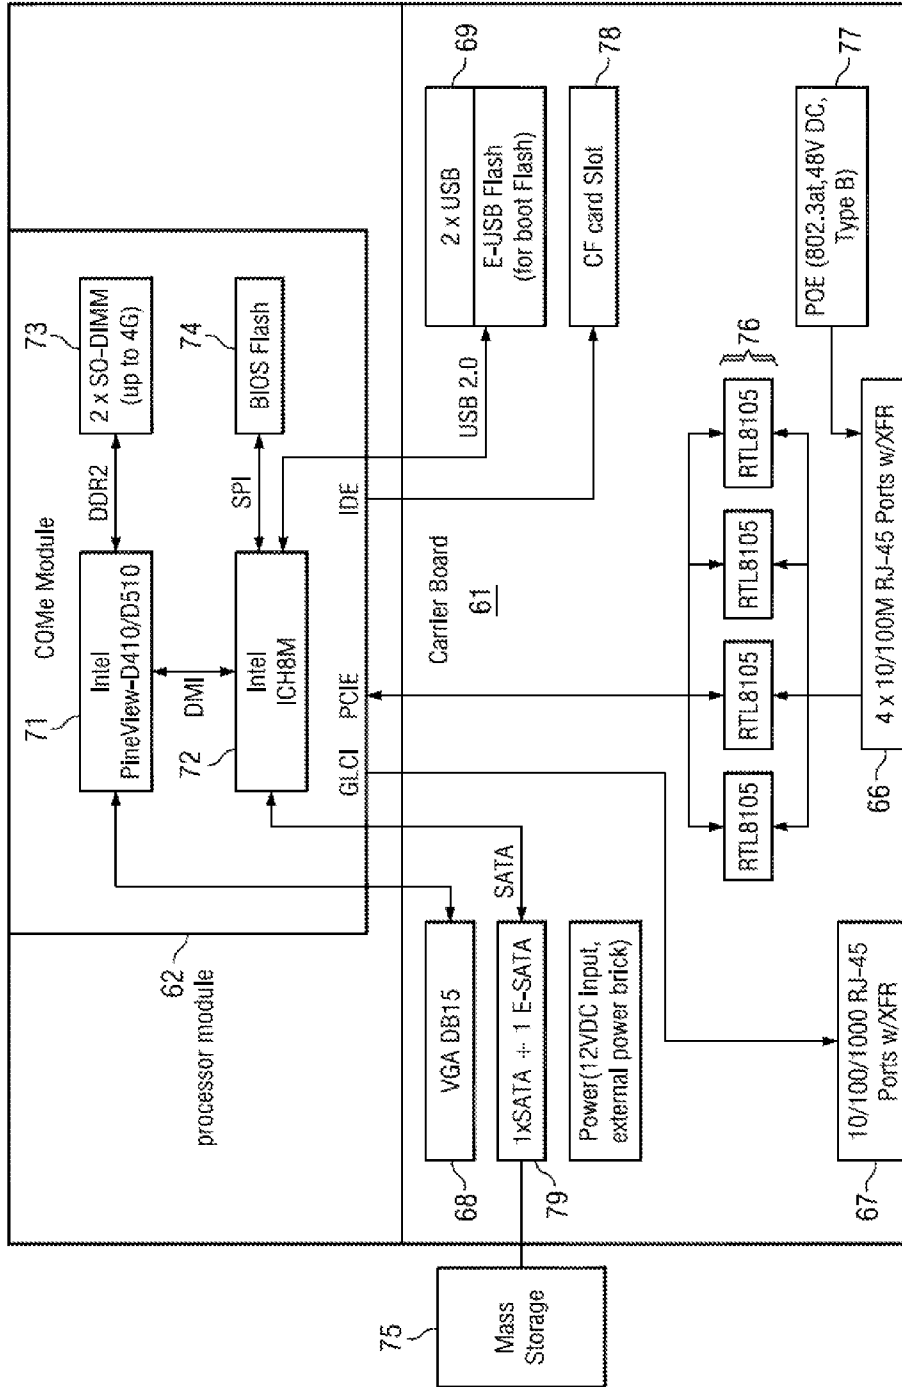 COMe Module
71
Intel
PineView-D410/D510
DDR2
73
2 x SO-DIMM
(up to 4G)
DMI
72
Intel
ICH8M
SPI
74
BIOS Flash
62
processor module
GLCI
PCIE
IDE
Carrier Board
61
68
VGA DB15
SATA
79
1xSATA + 1 E-SATA
75
Mass
Storage
Power(12VDC Input,
external power brick)
USB 2.0
69
2 x USB
E-USB Flash
(for boot Flash)
78
CF card Slot
76
RTL8105
RTL8105
RTL8105
RTL8105
77
POE (802.3at,48V DC,
Type B)
67
10/100/1000 RJ-45
Ports w/XFR
66
4 x 10/100M RJ-45 Ports w/XFR